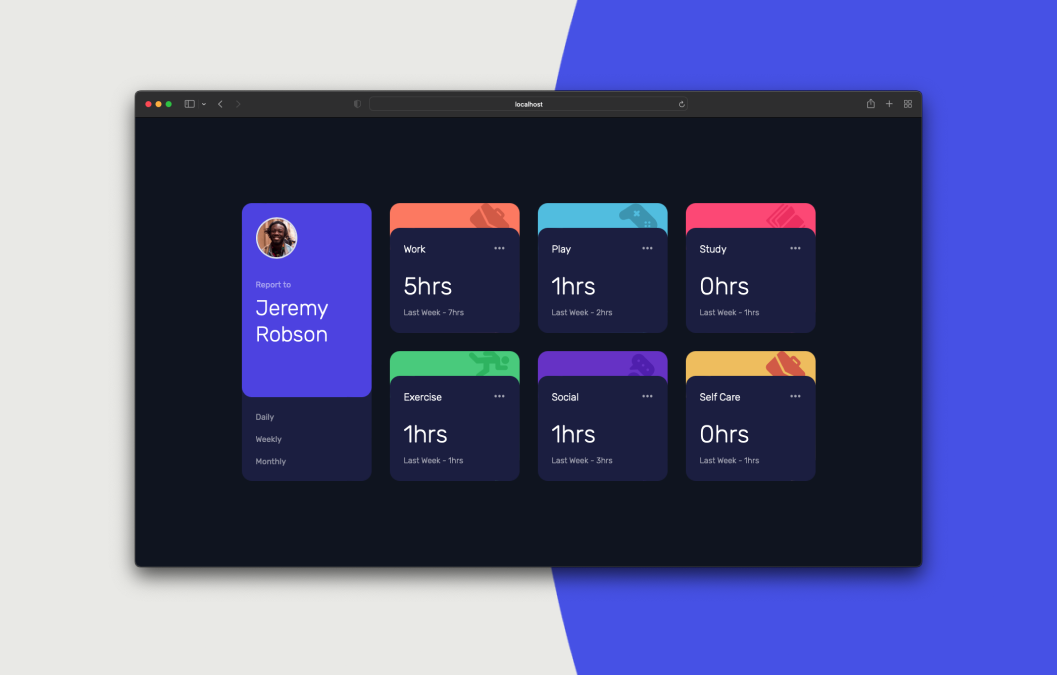 localhost
Report to
Jeremy
Robson
Daily
Weekly
Monthly
Work
5hrs
Last Week - 7hrs
Play
1hrs
Last Week - 2hrs
Study
0hrs
Last Week - 1hrs
Exercise
1hrs
Last Week - 1hrs
Social
1hrs
Last Week - 3hrs
Self Care
0hrs
Last Week - 1hrs